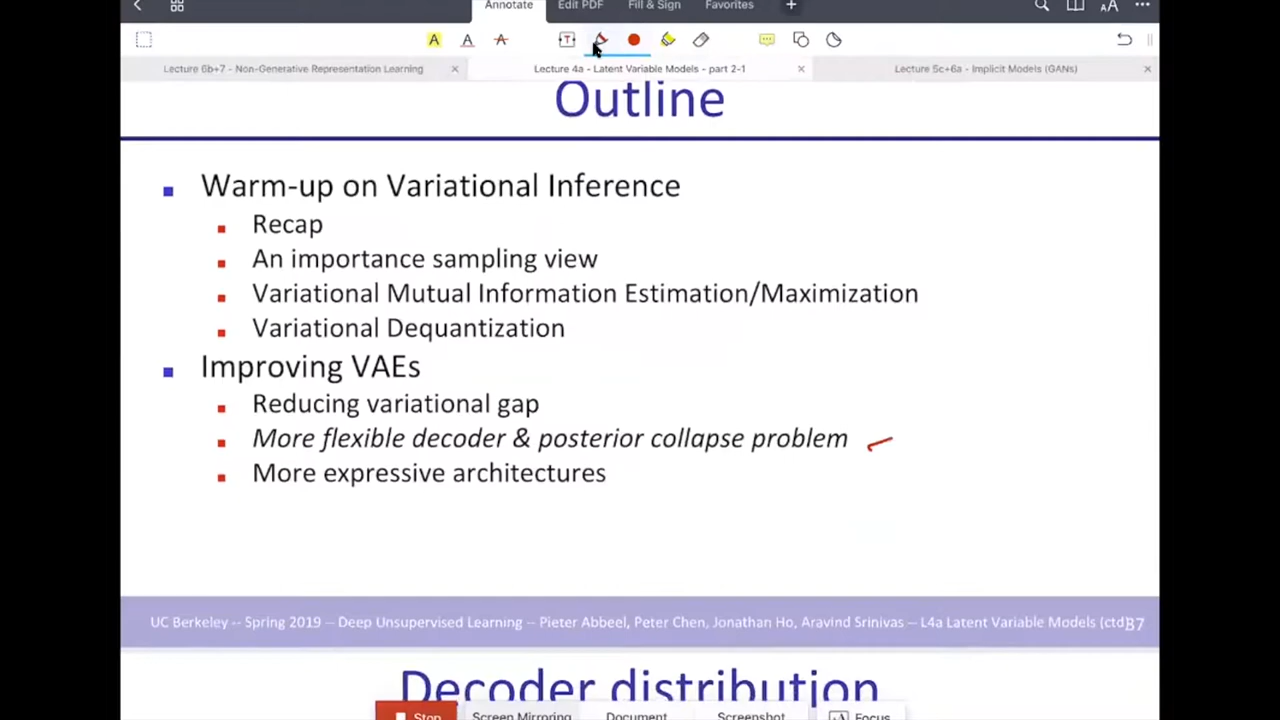 Annotate Edit PDF Fill & Sign Favorites +
Lecture 6b+7 - Non-Generative Representation Learning × Lecture 4a - Latent Variable Models - part 2-1 × Lecture 5c+6a - Implicit Models (GANs) ×
Outline
Warm-up on Variational Inference
Recap
An importance sampling view
Variational Mutual Information Estimation/Maximization
Variational Dequantization
Improving VAEs
Reducing variational gap
More flexible decoder & posterior collapse problem
More expressive architectures
UC Berkeley -- Spring 2019 -- Deep Unsupervised Learning -- Pieter Abbeel, Peter Chen, Jonathan Ho, Aravind Srinivas -- L4a Latent Variable Models (ctd
Decoder distribution
Stop Screen Mirroring Document Screenshot Focus